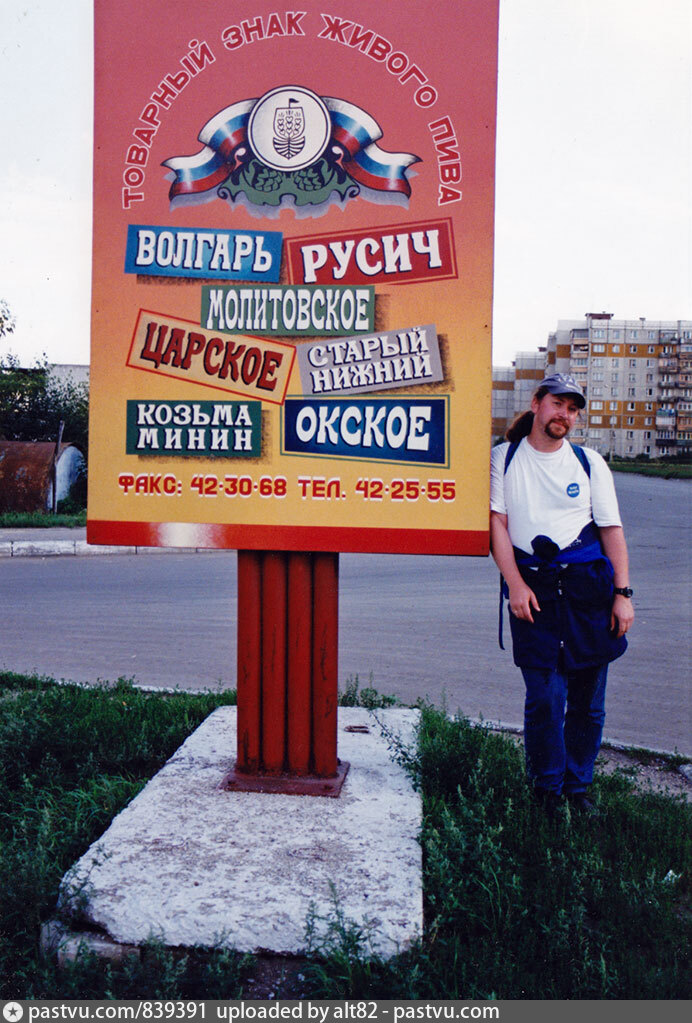 ТОВАРНЫЙ ЗНАК ЖИВОГО ПИВА
ВОЛГАРЬ
РУСИЧ
МОЛИТОВСКОЕ
ЦАРСКОЕ
СТАРЫЙ
НИЖНИЙ
КОЗЬМА
МИНИН
ОКСКОЕ
ФАКС: 42-30-68 ТЕЛ. 42-25-55
pastvu.com/839391 uploaded by alt82 - pastvu.com